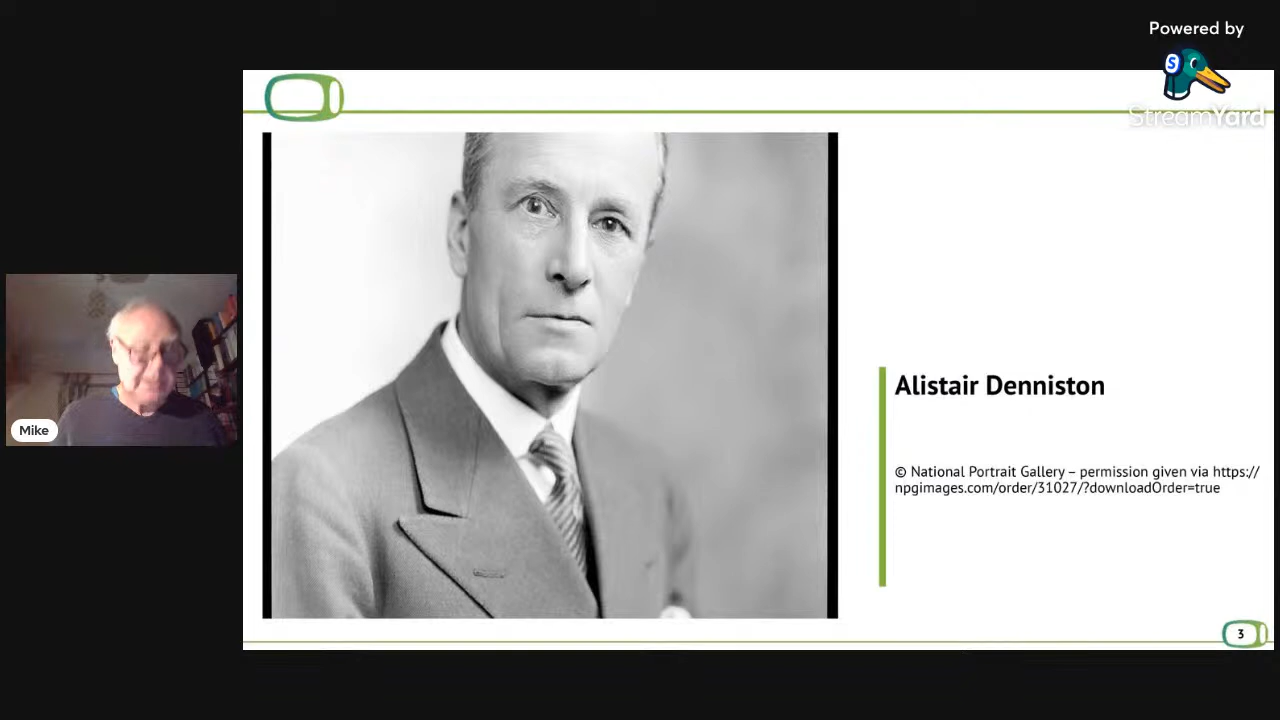 Powered by
S
StreamYard
Alistair Denniston
© National Portrait Gallery – permission given via https://
npgimages.com/order/31027/?downloadOrder=true
Mike
3